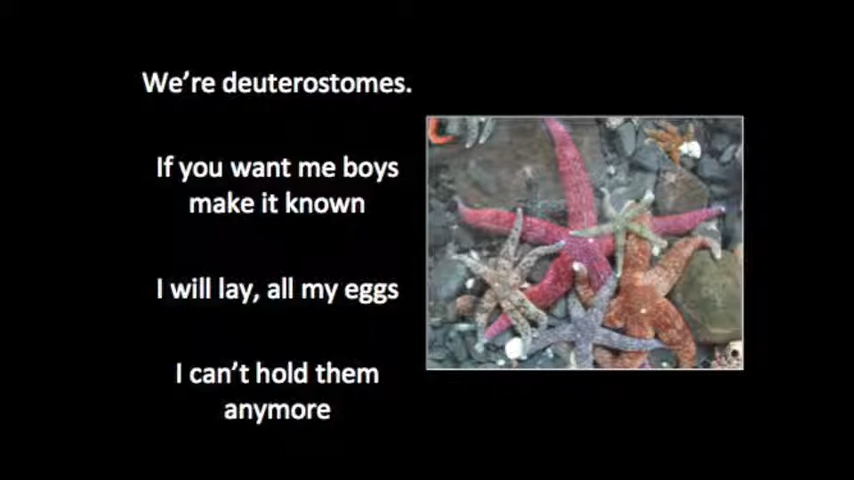 We're deuterostomes.
If you want me boys
make it known
I will lay, all my eggs
I can't hold them
anymore